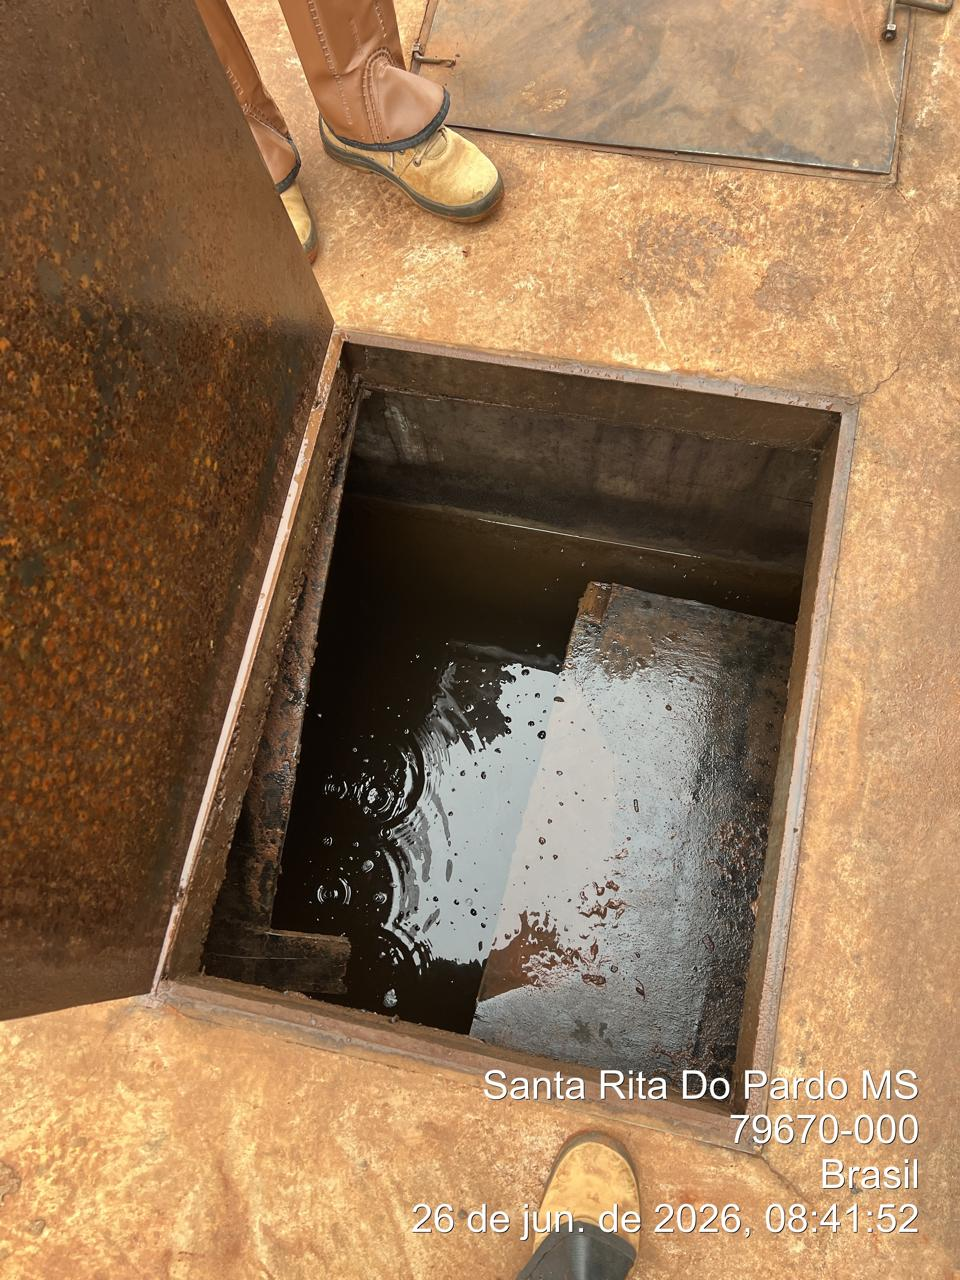 Santa Rita Do Pardo MS
79670-000
Brasil
26 de jun. de 2026, 08:41:52